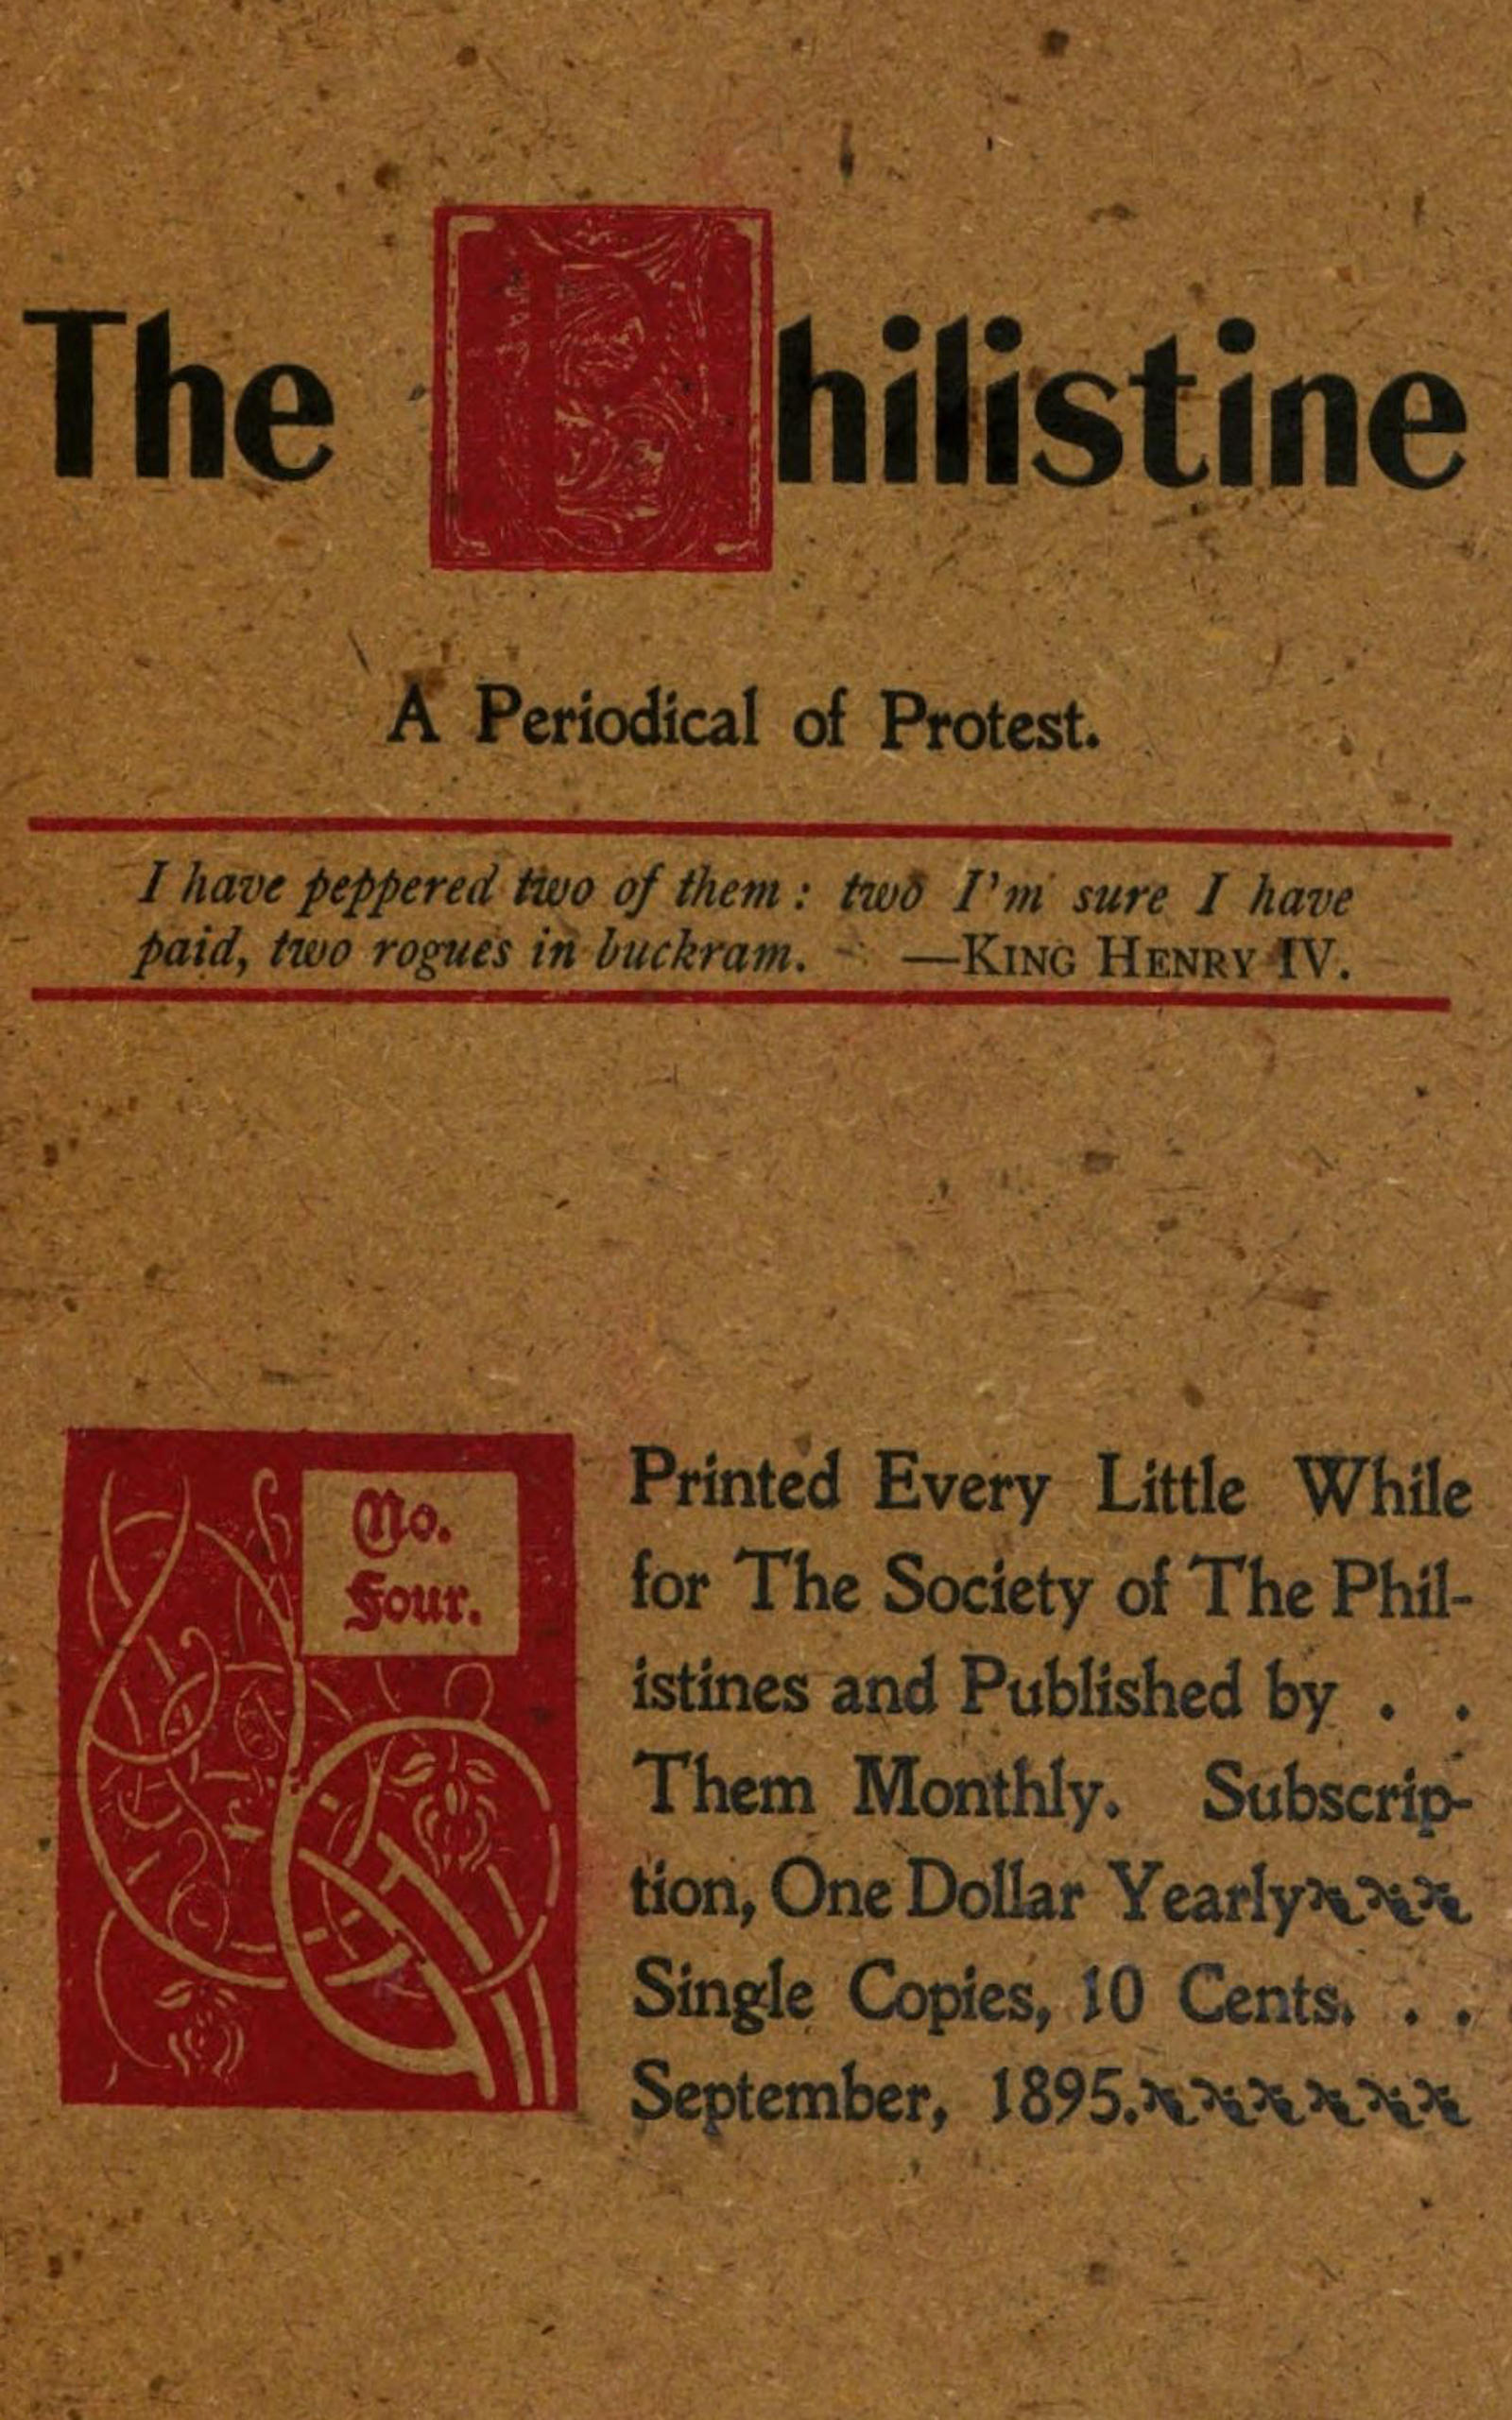 The Philistine
A Periodical of Protest.
I have peppered two of them: two I'm sure I have
paid, two rogues in buckram. —KING HENRY IV.
No.
Four.
Printed Every Little While
for The Society of The Phil-
istines and Published by . .
Them Monthly. Subscrip-
tion, One Dollar Yearly
Single Copies, 10 Cents. . .
September, 1895.